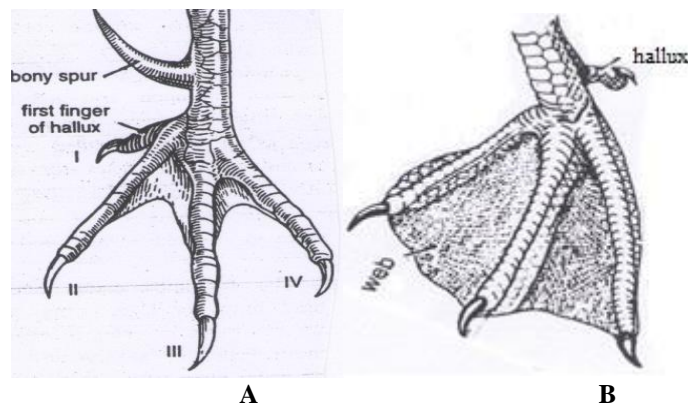 bony spur
first finger
of hallux
I
II
III
IV
A
hallux
web
B